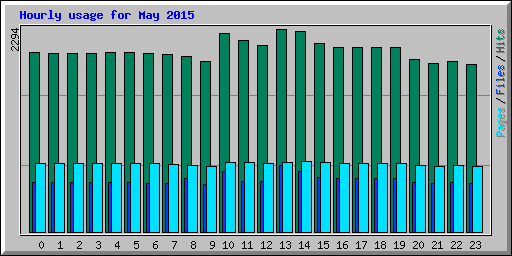 Hourly usage for May 2015
2294
Pages/Files/Hits
0 1 2 3 4 5 6 7 8 9 10 11 12 13 14 15 16 17 18 19 20 21 22 23